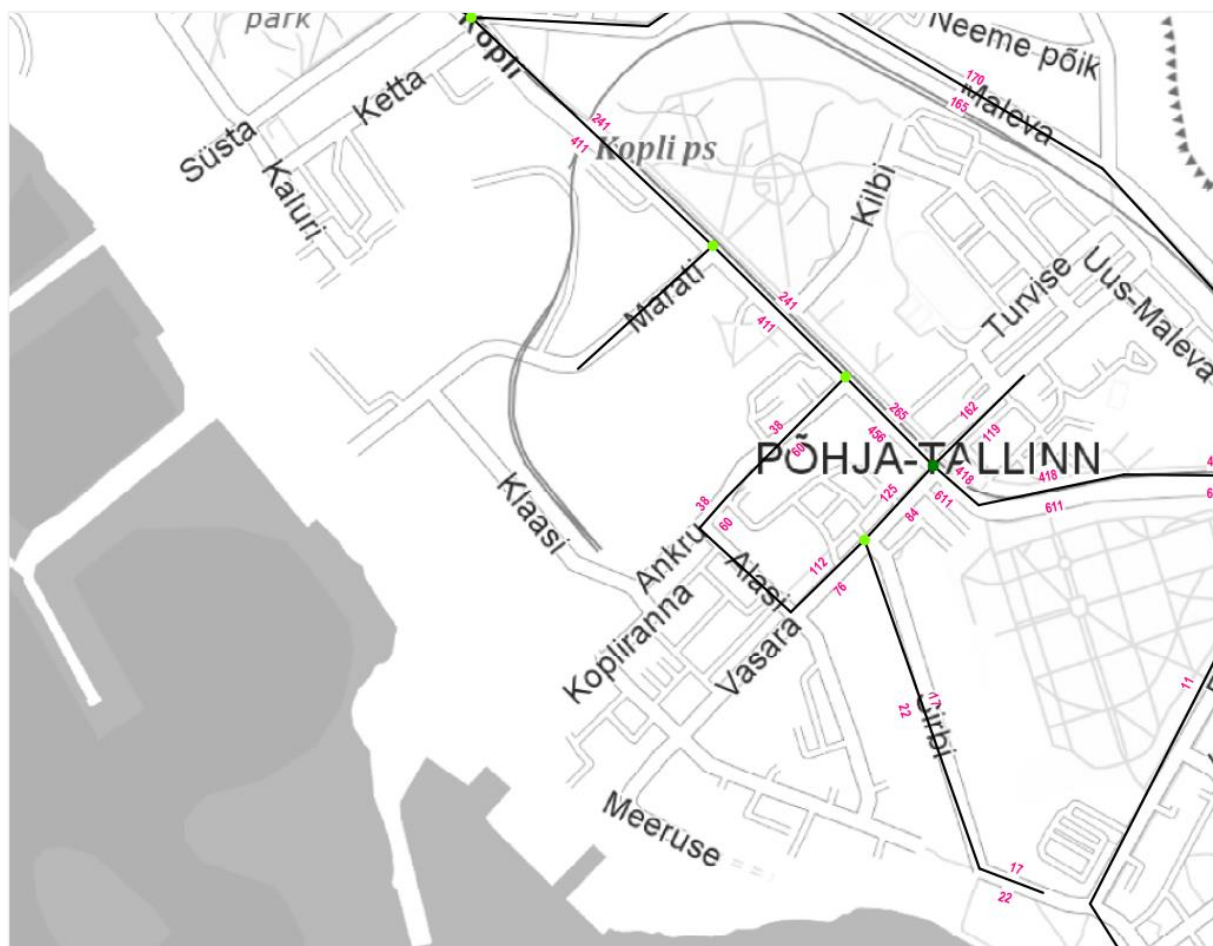 park
Kopli
Neeme põik
170
Ketta
165
Maleva
241
Süsta
411
Kopli ps
Kaluri
Kilbi
Marati
Turvise
Uus-Maleva
241
411
265
162
38
456
119
60
PÕHJA-TALLINN
418
418
Klaasi
125
611
38
611
84
60
Ankru
Alasi
112
76
Kopliranna
Vasara
11
17
22
Sirbi
Meeruse
17
22